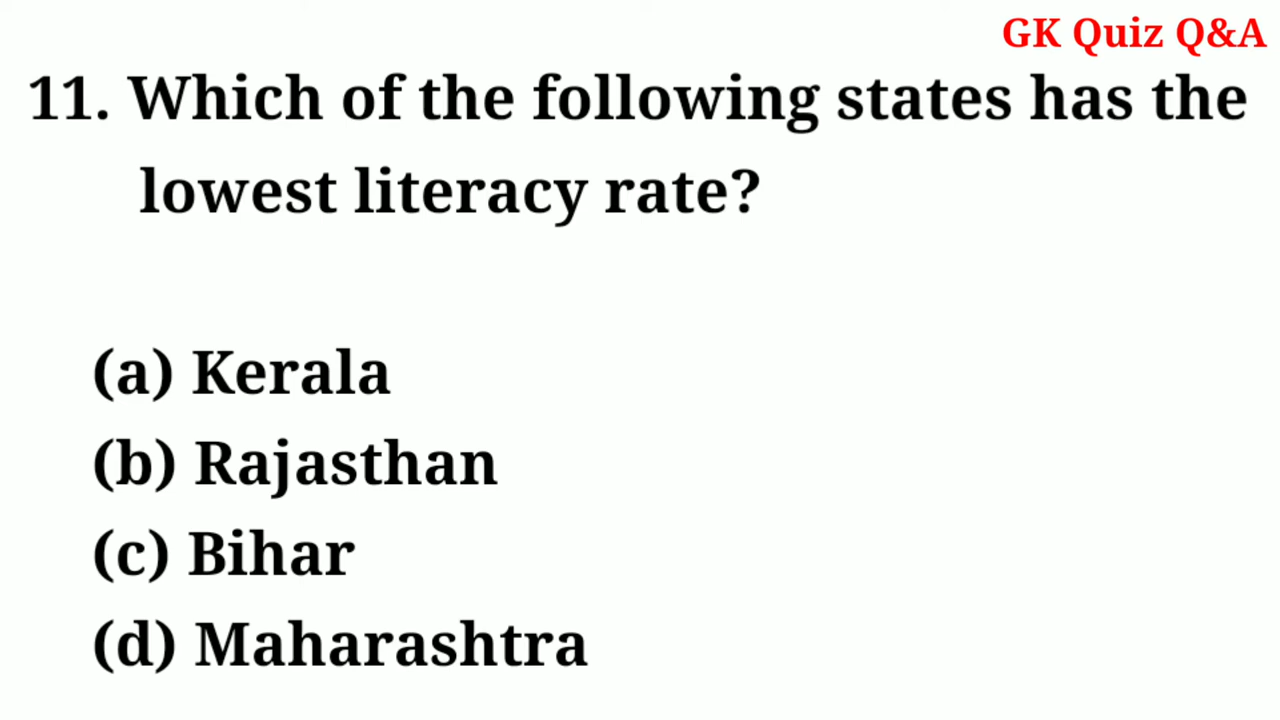 GK Quiz Q&A
11. Which of the following states has the
lowest literacy rate?
(a) Kerala
(b) Rajasthan
(c) Bihar
(d) Maharashtra